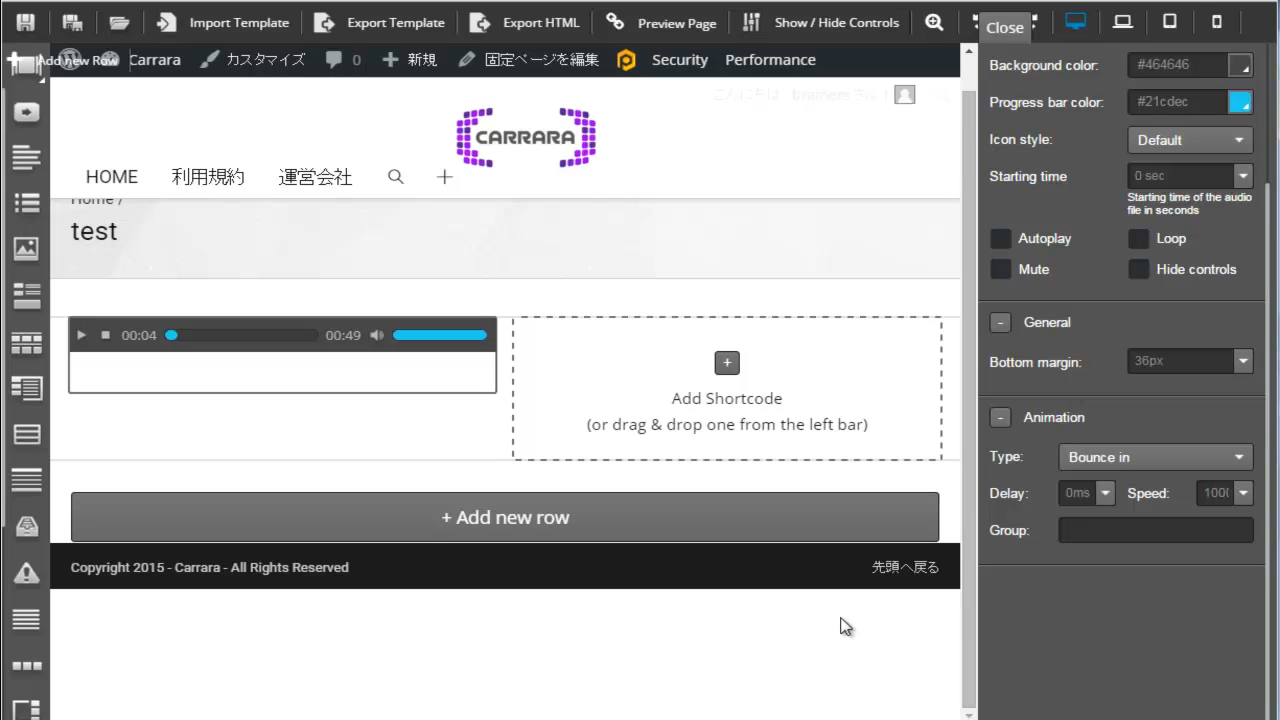 Import Template
Export Template
Export HTML
Preview Page
Show / Hide Controls
Close
Add new Row
Carrara
カスタマイズ
0
新規
固定ページを編集
Security
Performance
CARRARA
HOME
利用規約
運営会社
Home /
test
00:04
00:49
+
Add Shortcode
(or drag & drop one from the left bar)
+ Add new row
Copyright 2015 - Carrara - All Rights Reserved
先頭へ戻る
Background color:
#464646
Progress bar color:
#21cdec
Icon style:
Default
Starting time
0 sec
Starting time of the audio
file in seconds
Autoplay
Loop
Mute
Hide controls
-
General
Bottom margin:
36px
-
Animation
Type:
Bounce in
Delay:
0ms
Speed:
Group: